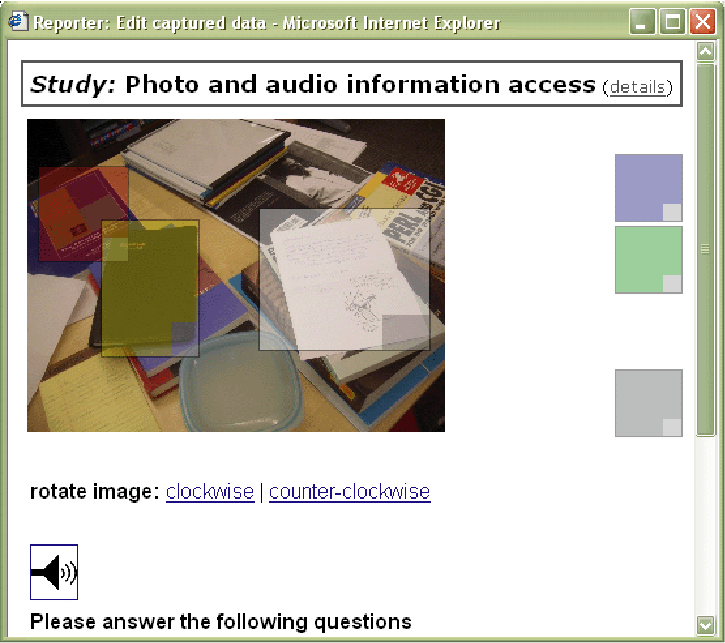 Reporter: Edit captured data - Microsoft Internet Explorer
Study: Photo and audio information access (details)
PERL
rotate image: clockwise | counter-clockwise
Please answer the following questions